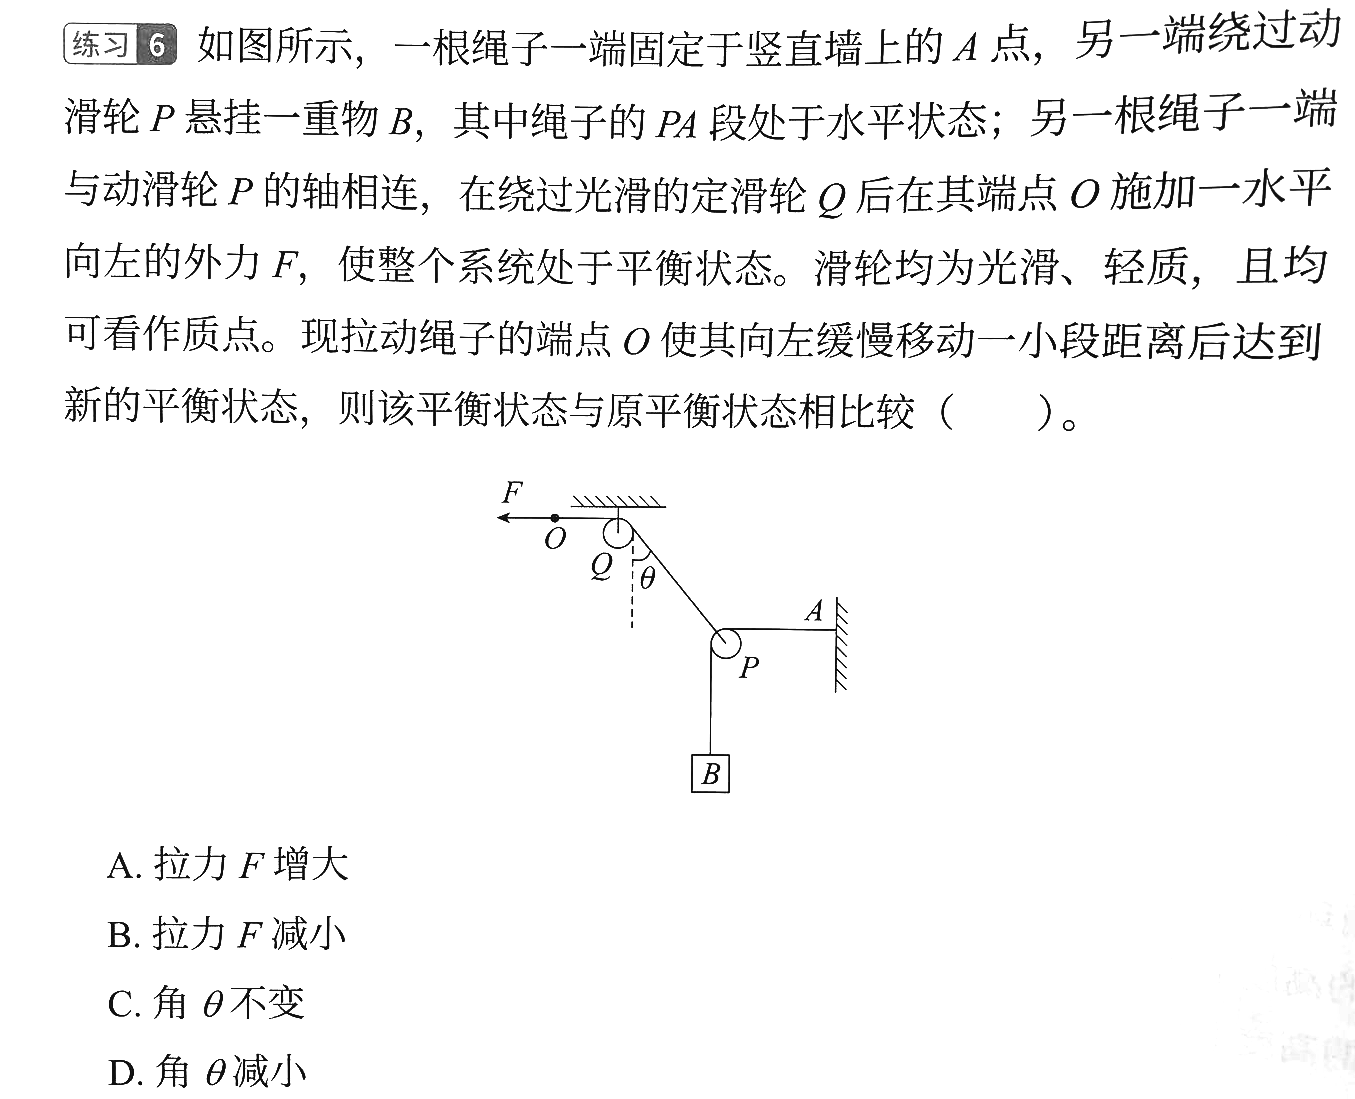 练习 6 如图所示，一根绳子一端固定于竖直墙上的 A 点，另一端绕过动
滑轮 P 悬挂一重物 B，其中绳子的 PA 段处于水平状态；另一根绳子一端
与动滑轮 P 的轴相连，在绕过光滑的定滑轮 Q 后在其端点 O 施加一水平
向左的外力 F，使整个系统处于平衡状态。滑轮均为光滑、轻质，且均
可看作质点。现拉动绳子的端点 O 使其向左缓慢移动一小段距离后达到
新的平衡状态，则该平衡状态与原平衡状态相比较（　　）。
F
O
Q
θ
A
P
B
A. 拉力 F 增大
B. 拉力 F 减小
C. 角 θ 不变
D. 角 θ 减小